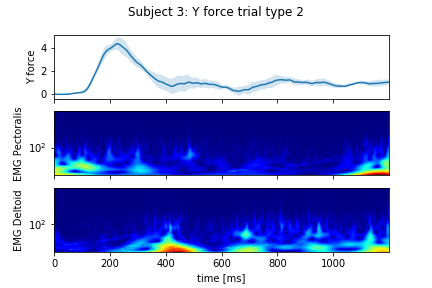 Subject 3: Y force trial type 2
Y force
4
2
0
EMG Pectoralis
10²
EMG Deltoid
10²
0 200 400 600 800 1000
time [ms]